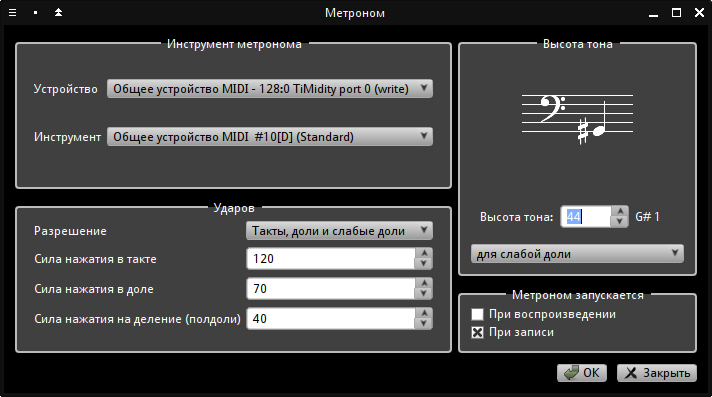 Метроном
Инструмент метронома
Устройство
Общее устройство MIDI - 128:0 TiMidity port 0 (write)
Инструмент
Общее устройство MIDI #10[D] (Standard)
Ударов
Разрешение
Такты, доли и слабые доли
Сила нажатия в такте
120
Сила нажатия в доле
70
Сила нажатия на деление (полдоли)
40
Высота тона
Высота тона:
44
G# 1
для слабой доли
Метроном запускается
При воспроизведении
При записи
ОК
Закрыть